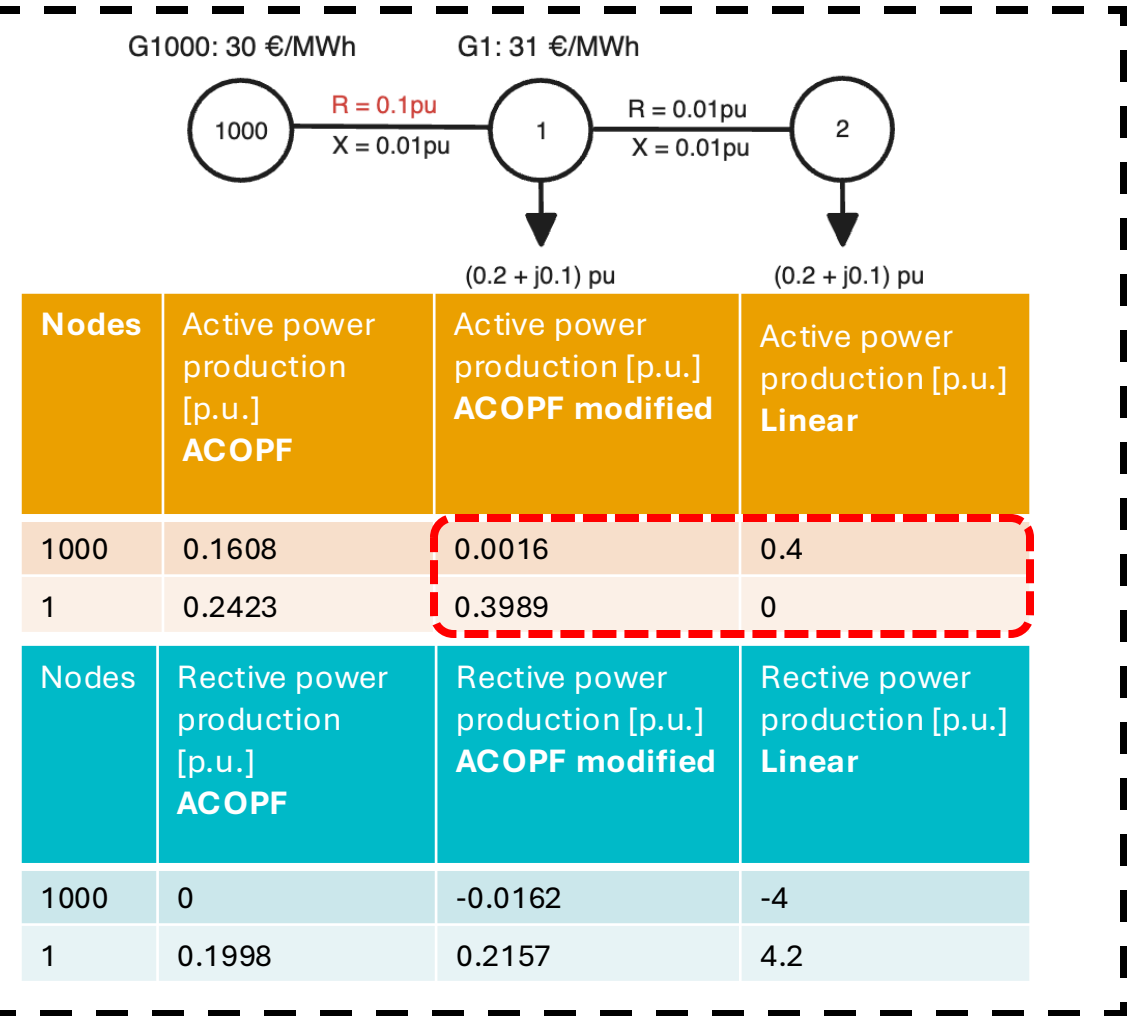 G1000: 30 €/MWh
G1: 31 €/MWh
R = 0.1pu
R = 0.01pu
1000
1
2
X = 0.01pu
X = 0.01pu
(0.2 + j0.1) pu
(0.2 + j0.1) pu
Nodes
Active power
production
[p.u.]
ACOPF
Active power
production [p.u.]
ACOPF modified
Active power
production [p.u.]
Linear
1000
0.1608
0.0016
0.4
1
0.2423
0.3989
0
Nodes
Rective power
production
[p.u.]
ACOPF
Rective power
production [p.u.]
ACOPF modified
Rective power
production [p.u.]
Linear
1000
0
-0.0162
-4
1
0.1998
0.2157
4.2